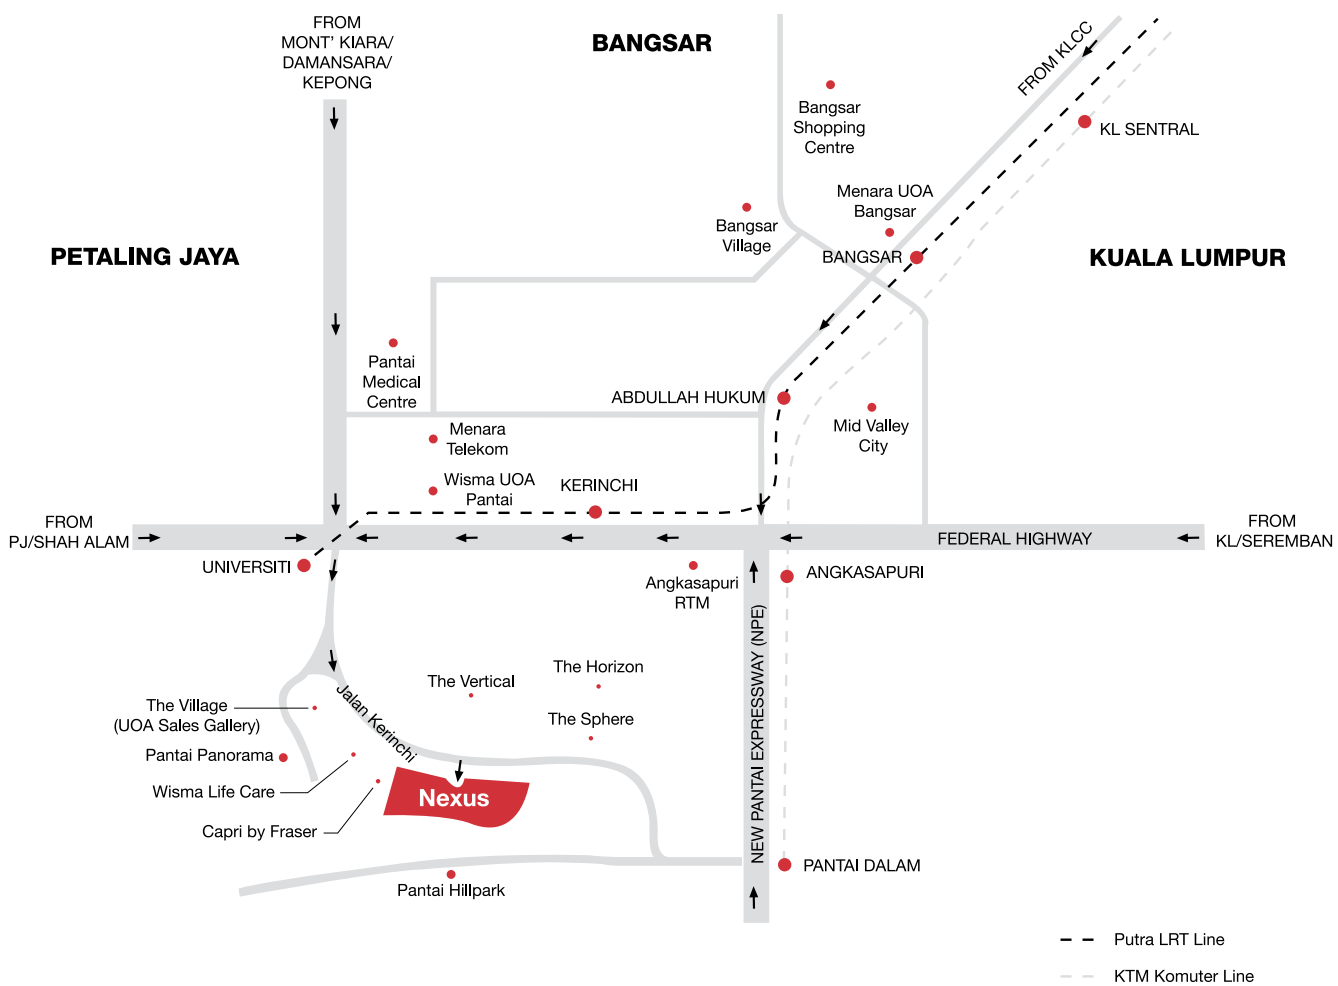 FROM
MONT’ KIARA/
DAMANSARA/
KEPONG
BANGSAR
FROM KLCC
Bangsar
Shopping
Centre
KL SENTRAL
Menara UOA
Bangsar
Bangsar
Village
BANGSAR
PETALING JAYA
KUALA LUMPUR
Pantai
Medical
Centre
ABDULLAH HUKUM
Mid Valley
City
Menara
Telekom
Wisma UOA
Pantai
KERINCHI
FROM
PJ/SHAH ALAM
FEDERAL HIGHWAY
FROM
KL/SEREMBAN
UNIVERSITI
Angkasapuri
RTM
ANGKASAPURI
NEW PANTAI EXPRESSWAY (NPE)
The Horizon
The Vertical
Jalan Kerinchi
The Village
(UOA Sales Gallery)
The Sphere
Pantai Panorama
Wisma Life Care
Nexus
Capri by Fraser
PANTAI DALAM
Pantai Hillpark
Putra LRT Line
KTM Komuter Line